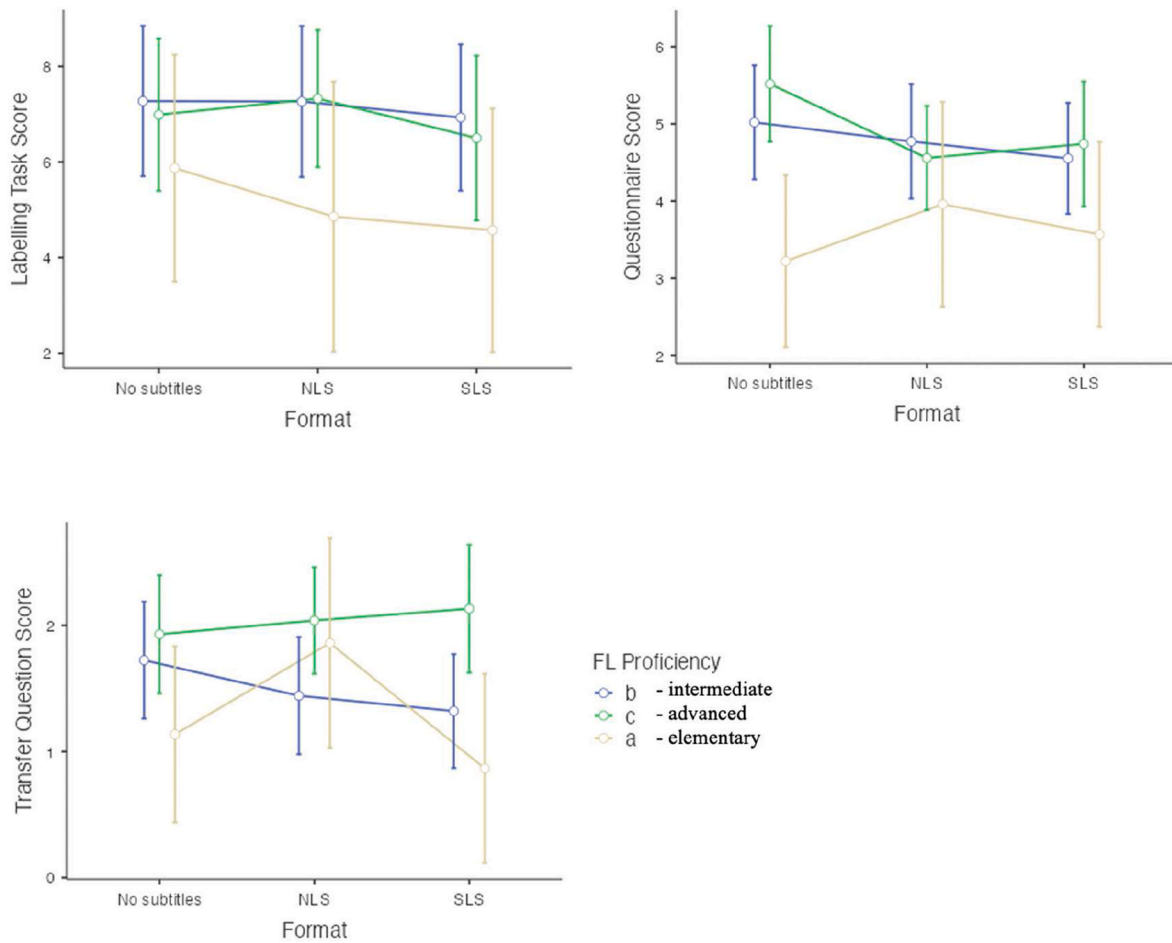 Labelling Task Score
8
6
4
2
No subtitles NLS SLS
Format
Questionnaire Score
6
5
4
3
2
No subtitles NLS SLS
Format
Transfer Question Score
2
1
0
No subtitles NLS SLS
Format
FL Proficiency
b - intermediate
c - advanced
a - elementary